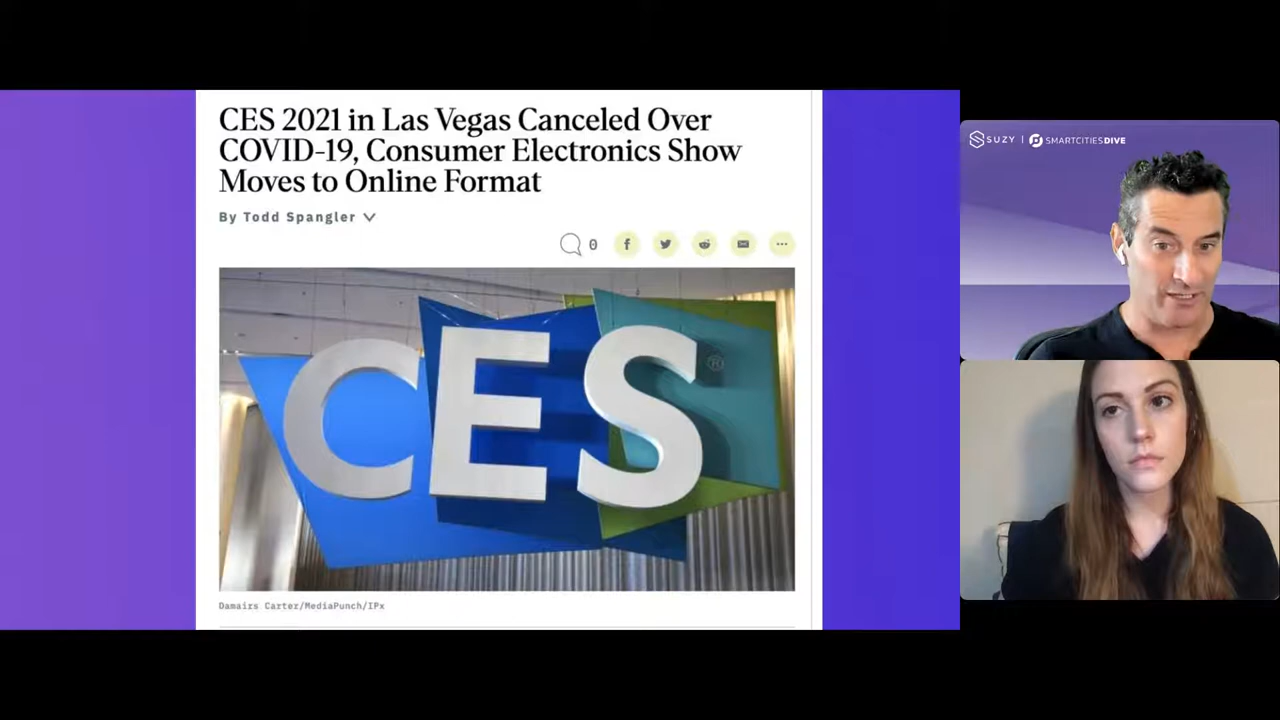 CES 2021 in Las Vegas Canceled Over
COVID-19, Consumer Electronics Show
Moves to Online Format
By Todd Spangler
0
CES®
Damairs Carter/MediaPunch/IPx
SUZY | SMARTCITIESDIVE